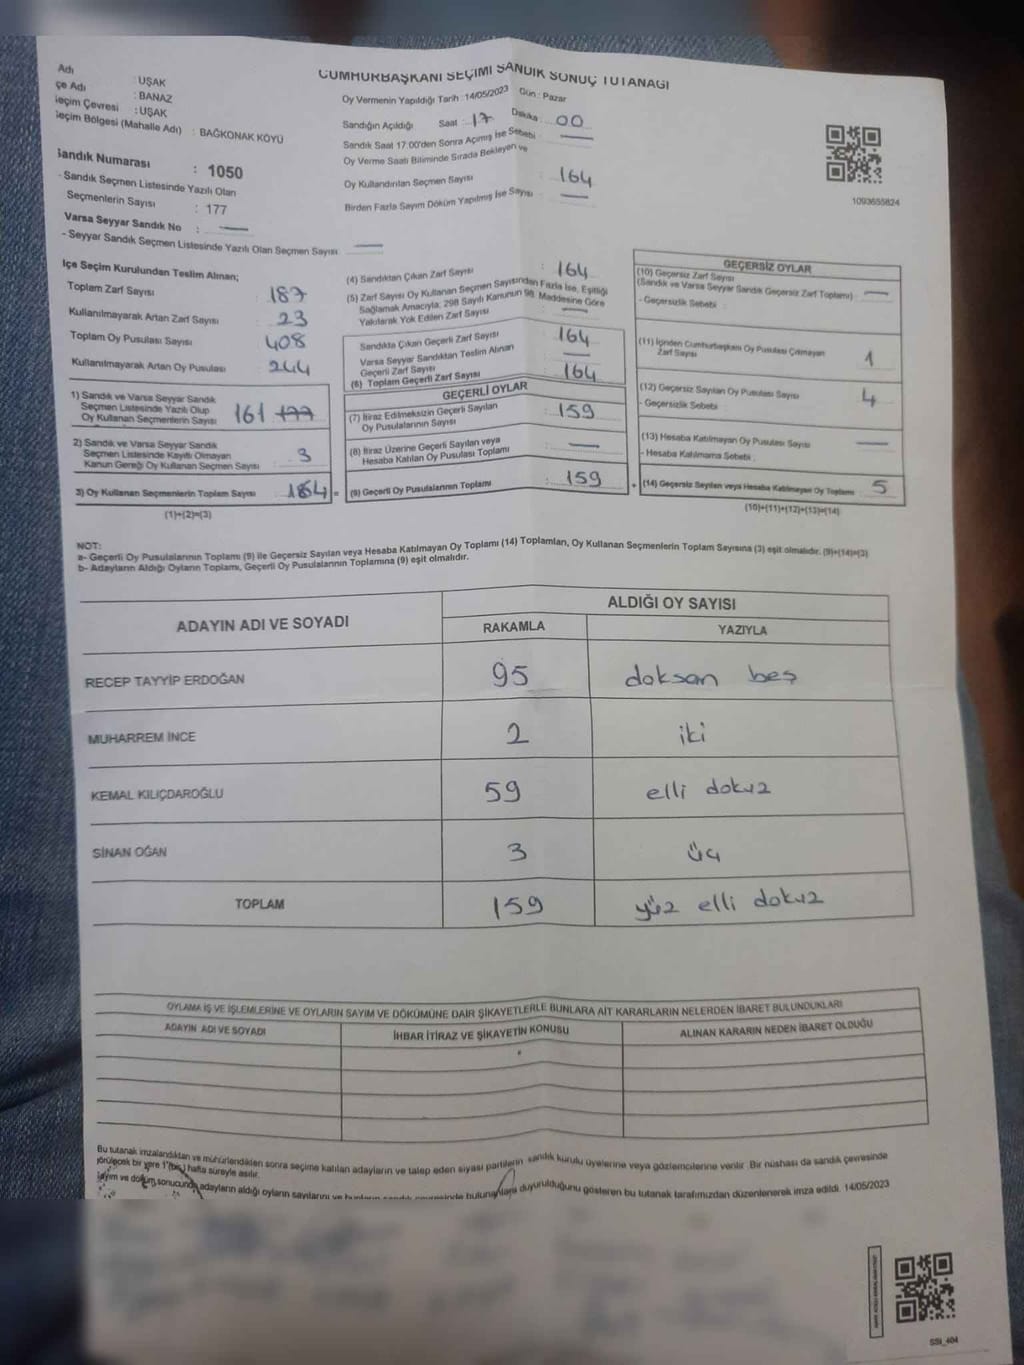 CUMHURBAŞKANI SEÇİMİ SANDIK SONUÇ TUTANAĞI
Adı : UŞAK
çe Adı : BANAZ
eçim Çevresi : UŞAK
eçim Bölgesi (Mahalle Adı) : BAĞKONAK KÖYÜ
Sandık Numarası : 1050
- Sandık Seçmen Listesinde Yazılı Olan
Seçmenlerin Sayısı : 177
Varsa Seyyar Sandık No : —
- Seyyar Sandık Seçmen Listesinde Yazılı Olan Seçmen Sayısı —
Oy Vermenin Yapıldığı Tarih : 14/05/2023 Gün : Pazar
Sandığın Açıldığı Saat : 17 Dakika : 00
Sandık Saat 17:00'den Sonra Açılmış İse Sebebi : —
Oy Verme Saati Bitiminde Sırada Bekleyen ve
Oy Kullandırılan Seçmen Sayısı : 164
Birden Fazla Sayım Döküm Yapılmış İse Sayısı : —
1093655824
İlçe Seçim Kurulundan Teslim Alınan;
Toplam Zarf Sayısı : 187
Kullanılmayarak Artan Zarf Sayısı : 23
Toplam Oy Pusulası Sayısı : 408
Kullanılmayarak Artan Oy Pusulası : 244
1) Sandık ve Varsa Seyyar Sandık
Seçmen Listesinde Yazılı Olup
Oy Kullanan Seçmenlerin Sayısı : 161 177
2) Sandık ve Varsa Seyyar Sandık
Seçmen Listesinde Kayıtlı Olmayan
Kanun Gereği Oy Kullanan Seçmen Sayısı : 3
3) Oy Kullanan Seçmenlerin Toplam Sayısı : 164 =
(1)+(2)=(3)
(4) Sandıktan Çıkan Zarf Sayısı : 164
(5) Zarf Sayısı Oy Kullanan Seçmen Sayısından Fazla İse, Eşitliği
Sağlamak Amacıyla, 298 Sayılı Kanunun 98. Maddesine Göre
Yakılarak Yok Edilen Zarf Sayısı : —
Sandıkta Çıkan Geçerli Zarf Sayısı : 164
Varsa Seyyar Sandıktan Teslim Alınan
Geçerli Zarf Sayısı : —
(6) Toplam Geçerli Zarf Sayısı : 164
GEÇERLİ OYLAR
(7) İtiraz Edilmeksizin Geçerli Sayılan
Oy Pusulalarının Sayısı : 159
(8) İtiraz Üzerine Geçerli Sayılan veya
Hesaba Katılan Oy Pusulası Toplamı : —
(9) Geçerli Oy Pusulalarının Toplamı : 159 +
GEÇERSİZ OYLAR
(10) Geçersiz Zarf Sayısı
(Sandık ve Varsa Seyyar Sandık Geçersiz Zarf Toplamı) : —
- Geçersizlik Sebebi :
(11) İçinden Cumhurbaşkanı Oy Pusulası Çıkmayan
Zarf Sayısı : 1
(12) Geçersiz Sayılan Oy Pusulası Sayısı : 4
- Geçersizlik Sebebi
(13) Hesaba Katılmayan Oy Pusulası Sayısı : —
- Hesaba Katılmama Sebebi :
(14) Geçersiz Sayılan veya Hesaba Katılmayan Oy Toplamı : 5
(10)+(11)+(12)+(13)=(14)
NOT:
a- Geçerli Oy Pusulalarının Toplamı (9) ile Geçersiz Sayılan veya Hesaba Katılmayan Oy Toplamı (14) Toplamları, Oy Kullanan Seçmenlerin Toplam Sayısına (3) eşit olmalıdır. (9)+(14)=(3)
b- Adayların Aldığı Oyların Toplamı, Geçerli Oy Pusulalarının Toplamına (9) eşit olmalıdır.
ADAYIN ADI VE SOYADI ALDIĞI OY SAYISI
RAKAMLA YAZIYLA
RECEP TAYYİP ERDOĞAN 95 doksan beş
MUHARREM İNCE 2 iki
KEMAL KILIÇDAROĞLU 59 elli dokuz
SİNAN OĞAN 3 üç
TOPLAM 159 yüz elli dokuz
OYLAMA İŞ VE İŞLEMLERİNE VE OYLARIN SAYIM VE DÖKÜMÜNE DAİR ŞİKAYETLERLE BUNLARA AİT KARARLARIN NELERDEN İBARET BULUNDUKLARI
ADAYIN ADI VE SOYADI İHBAR İTİRAZ VE ŞİKAYETİN KONUSU ALINAN KARARIN NEDEN İBARET OLDUĞU
Bu tutanak imzalandıktan ve mühürlendikten sonra seçime katılan adayların ve talep eden siyasi partilerin sandık kurulu üyelerine veya gözlemcilerine verilir. Bir nüshası da sandık çevresinde
görülecek bir yere 1 (bir) hafta süreyle asılır.
Sayım ve döküm sonucunda adayların aldığı oyların sayılarını ve bunların sandık çevresinde bulunanlara duyurulduğunu gösteren bu tutanak tarafımızdan düzenlenerek imza edildi. 14/05/2023
SSI_404